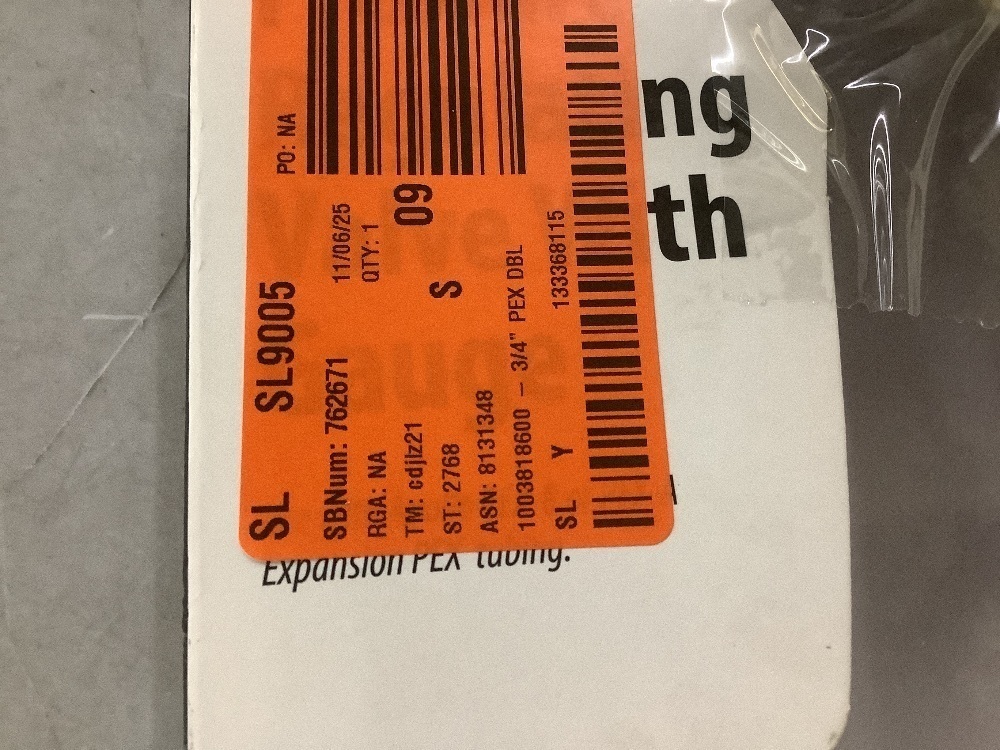 SL SL9005
PO: NA
SBNum: 762671 11/06/25
RGA: NA QTY: 1
TM: cdjlz21 09
ST: 2768 $
ASN: 8131348
1003818600 – 3/4" PEX DBL
SL Y 133368115
ng
th
Expansion PEX tubing.